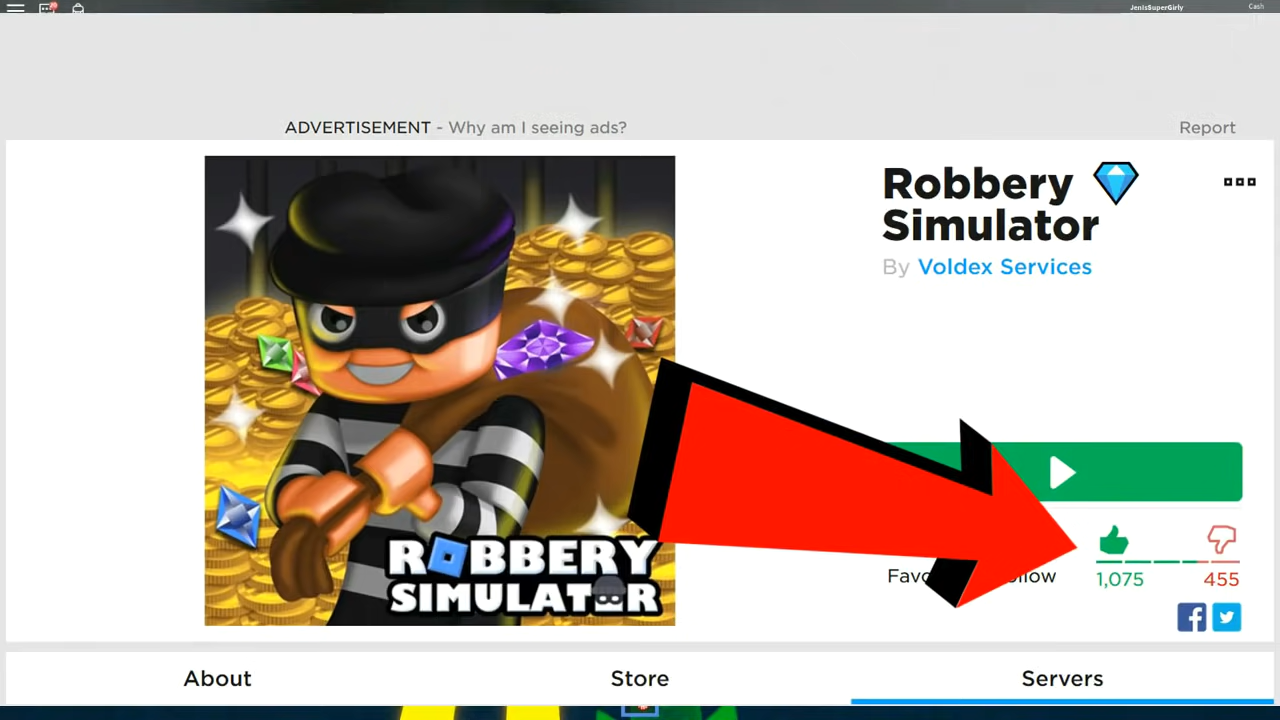 JenIsSuperGirly
Cash
ADVERTISEMENT - Why am I seeing ads?
Report
Robbery
Simulator
By Voldex Services
ROBBERY
SIMULATOR
1,075
455
About
Store
Servers